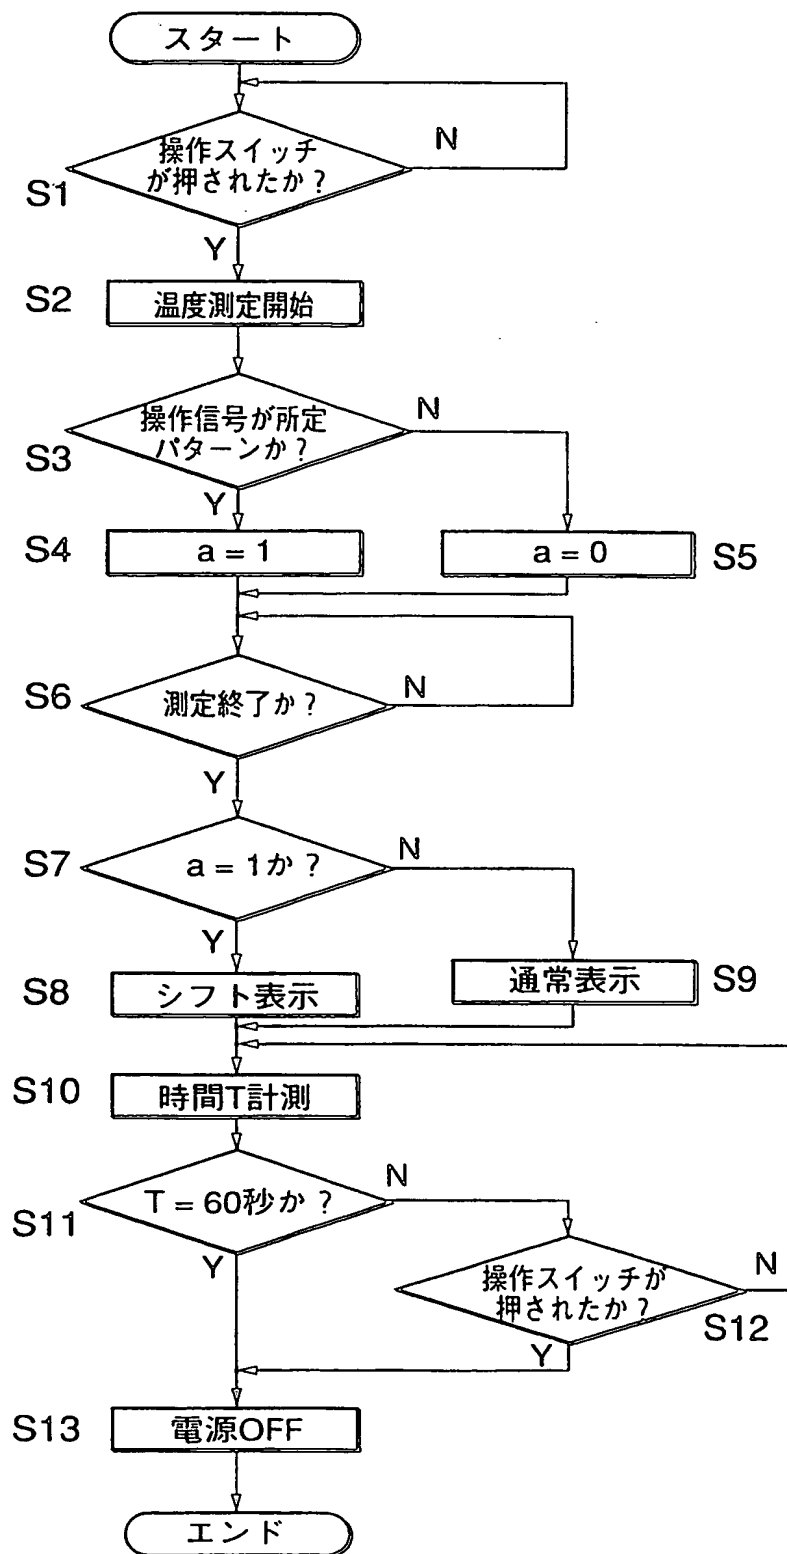 スタート
操作スイッチ
が押されたか？
N
S1
Y
S2
温度測定開始
操作信号が所定
パターンか？
N
S3
Y
S4
a = 1
a = 0
S5
S6
測定終了か？
N
Y
S7
a = 1か？
N
Y
S8
シフト表示
通常表示
S9
S10
時間T計測
T = 60秒か？
N
S11
Y
操作スイッチが
押されたか？
N
S12
Y
S13
電源OFF
エンド